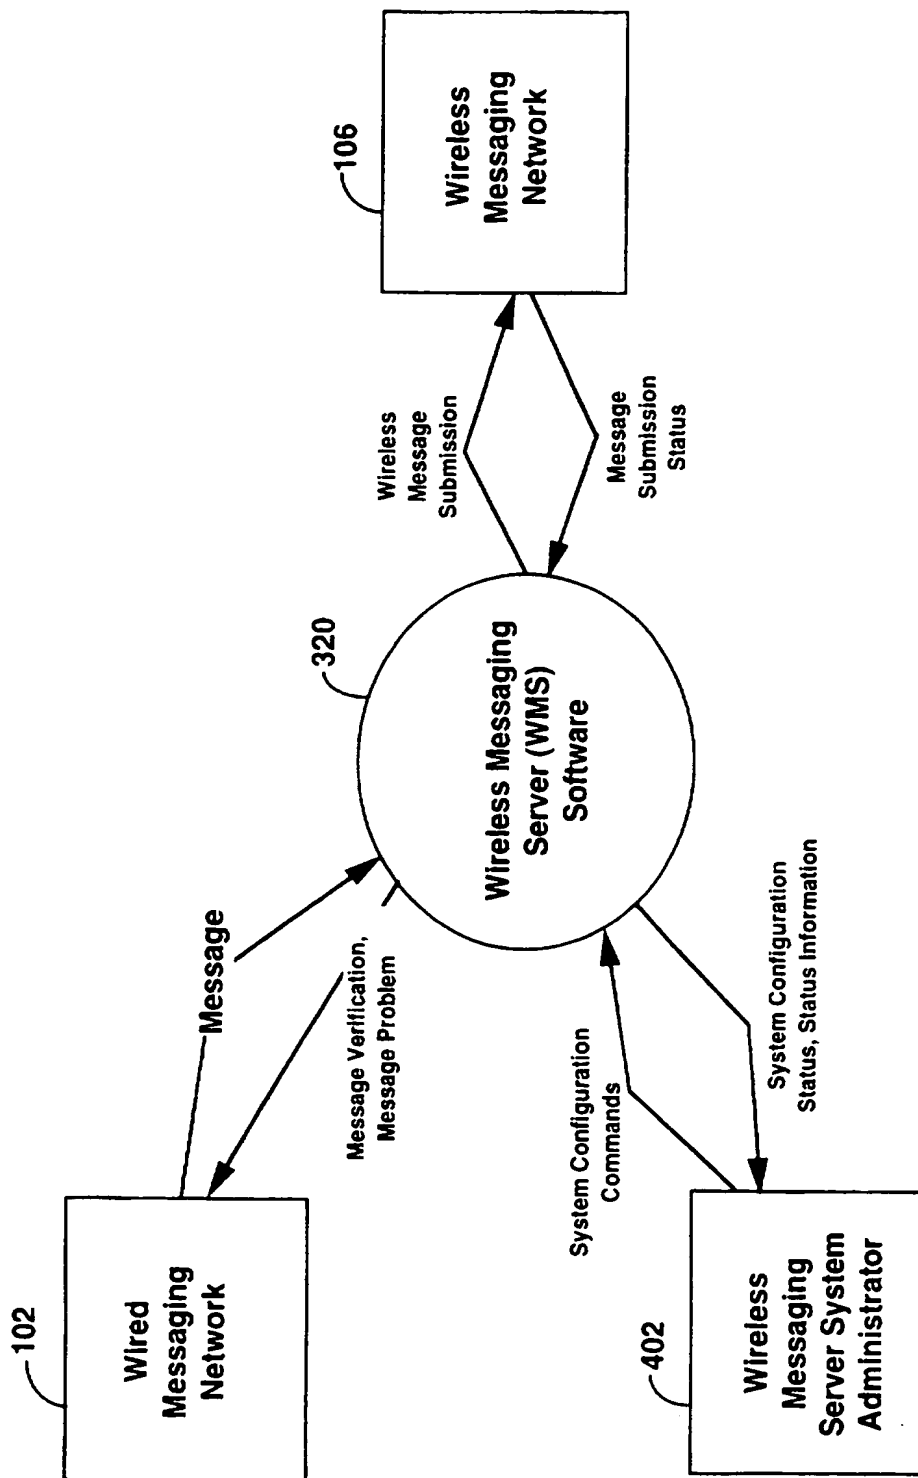 102
Wired
Messaging
Network
Message
Message Verification,
Message Problem
402
Wireless
Messaging
Server System
Administrator
System Configuration
Commands
System Configuration
Status, Status Information
320
Wireless Messaging
Server (WMS)
Software
Wireless
Message
Submission
Message
Submission
Status
106
Wireless
Messaging
Network